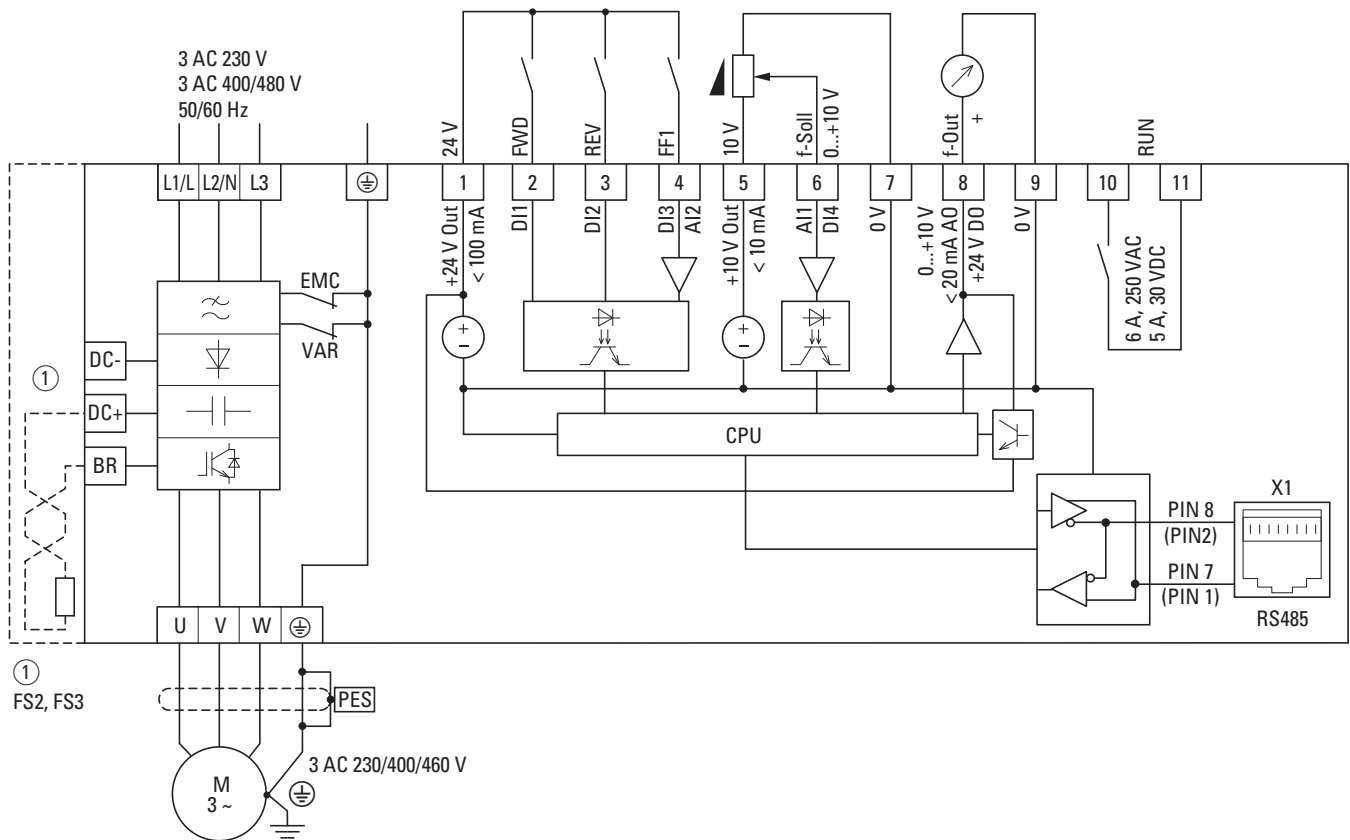 3 AC 230 V
3 AC 400/480 V
50/60 Hz
24 V
FWD
REV
FF1
10 V
f-Soll
0...+10 V
f-Out
+
RUN
L1/L
L2/N
L3
1
2
3
4
5
6
7
8
9
10
11
+24 V Out
< 100 mA
DI1
DI2
DI3
AI2
+10 V Out
< 10 mA
AI1
DI4
0 V
0...+10 V
< 20 mA AO
+24 V DO
0 V
6 A, 250 VAC
5 A, 30 VDC
EMC
VAR
+
-
+
-
1
DC-
DC+
BR
CPU
X1
PIN 8
(PIN2)
PIN 7
(PIN 1)
RS485
U
V
W
1
FS2, FS3
PES
3 AC 230/400/460 V
M
3 ~